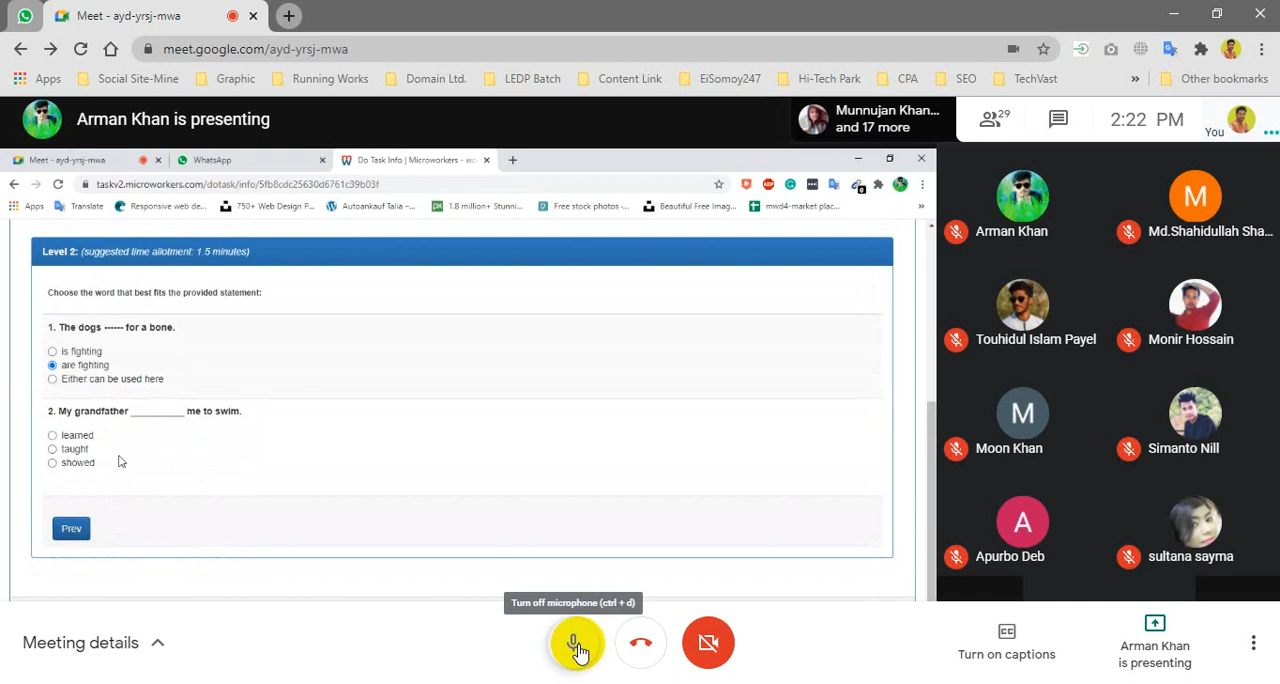 Meet - ayd-yrsj-mwa
meet.google.com/ayd-yrsj-mwa
Apps Social Site-Mine Graphic Running Works Domain Ltd. LEDP Batch Content Link EiSomoy247 Hi-Tech Park CPA SEO TechVast » Other bookmarks
Arman Khan is presenting
Munnujan Khan...
and 17 more
29
2:22 PM
You
Meet - ayd-yrsj-mwa WhatsApp Do Task Info | Microworkers - wo
taskv2.microworkers.com/dotask/info/5fb8cdc25630d6761c39b03f
Apps Translate Responsive web de... 750+ Web Design P... Autoankauf Talia –... 1.8 million+ Stunni... Free stock photos ·... Beautiful Free Imag... mwd4-market plac... »
Level 2: (suggested time allotment: 1.5 minutes)
Choose the word that best fits the provided statement:
1. The dogs ------ for a bone.
is fighting
are fighting
Either can be used here
2. My grandfather __________ me to swim.
learned
taught
showed
Prev
Arman Khan
M
Md.Shahidullah Sha...
Touhidul Islam Payel
Monir Hossain
M
Moon Khan
Simanto Nill
A
Apurbo Deb
sultana sayma
Turn off microphone (ctrl + d)
Meeting details
Turn on captions
Arman Khan
is presenting